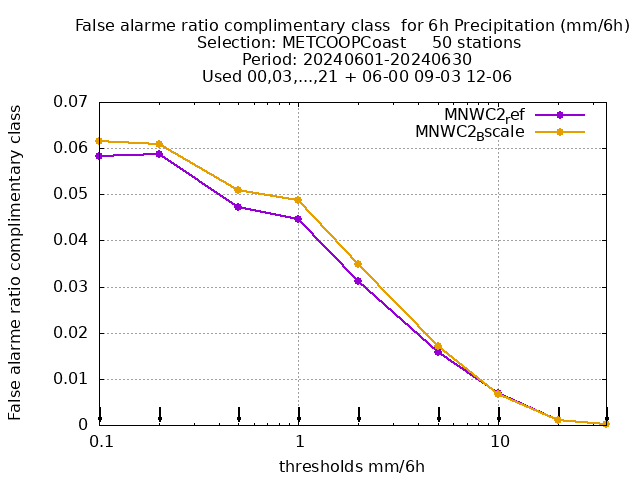 False alarme ratio complimentary class  for 6h Precipitation (mm/6h)
Selection: METCOOPCoast     50 stations
Period: 20240601-20240630
Used 00,03,...,21 + 06-00 09-03 12-06
MNWC2ref
MNWC2Bscale
False alarme ratio complimentary class
0.07
0.06
0.05
0.04
0.03
0.02
0.01
0
0.1
1
10
thresholds mm/6h